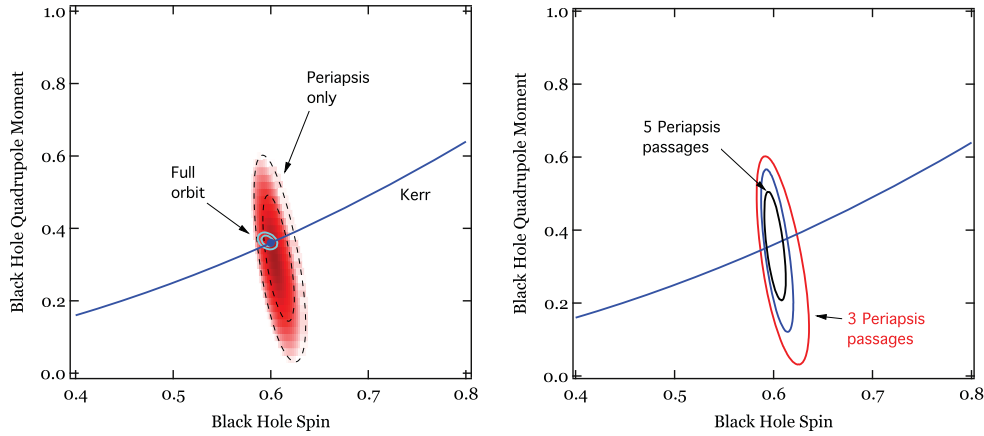 1.0
0.8
0.6
0.4
0.2
0.0
Black Hole Quadrupole Moment
Periapsis
only
Full
orbit
Kerr
0.4 0.5 0.6 0.7 0.8
Black Hole Spin
1.0
0.8
0.6
0.4
0.2
0.0
Black Hole Quadrupole Moment
5 Periapsis
passages
3 Periapsis
passages
0.4 0.5 0.6 0.7 0.8
Black Hole Spin